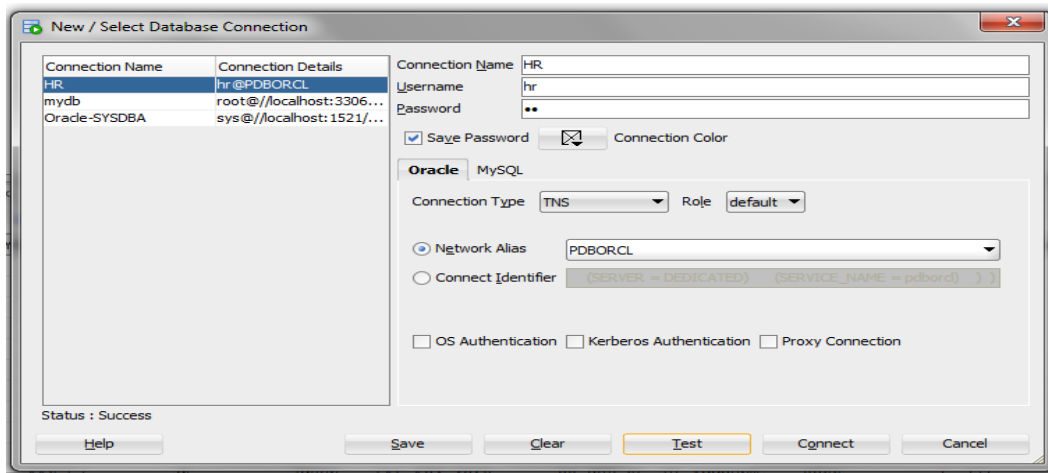 New / Select Database Connection
Connection Name Connection Details
HR hr@PDBORCL
mydb root@//localhost:3306...
Oracle-SYSDBA sys@//localhost:1521/...
Connection Name HR
Username hr
Password ••
Save Password Connection Color
Oracle MySQL
Connection Type TNS Role default
Network Alias PDBORCL
Connect Identifier (SERVER = DEDICATED) (SERVICE_NAME = pdborcl) ) )
OS Authentication Kerberos Authentication Proxy Connection
Status : Success
Help Save Clear Test Connect Cancel